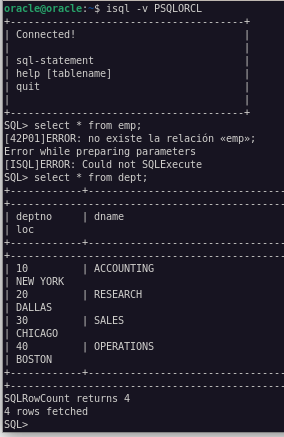 oracle@oracle:~$ isql -v PSQLORCL
+---------------------------------------+
| Connected!                            |
|                                       |
| sql-statement                         |
| help [tablename]                      |
| quit                                  |
|                                       |
+---------------------------------------+
SQL> select * from emp;
[42P01]ERROR: no existe la relación «emp»;
Error while preparing parameters
[ISQL]ERROR: Could not SQLExecute
SQL> select * from dept;
+------------+--------------------------------
+--------------------------------
| deptno     | dname
| loc
+------------+--------------------------------
+--------------------------------
| 10         | ACCOUNTING
| NEW YORK
| 20         | RESEARCH
| DALLAS
| 30         | SALES
| CHICAGO
| 40         | OPERATIONS
| BOSTON
+------------+--------------------------------
+--------------------------------
SQLRowCount returns 4
4 rows fetched
SQL>